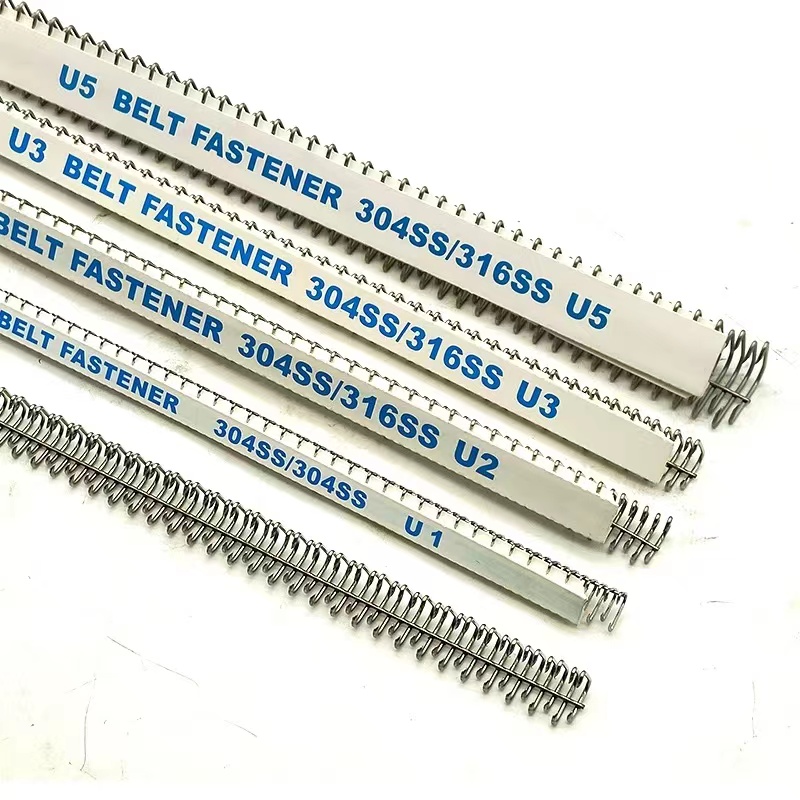 U5 BELT FASTENER 304SS/316SS U5
U3 BELT FASTENER 304SS/316SS U3
BELT FASTENER 304SS/316SS U2
BELT FASTENER 304SS/304SS U 1